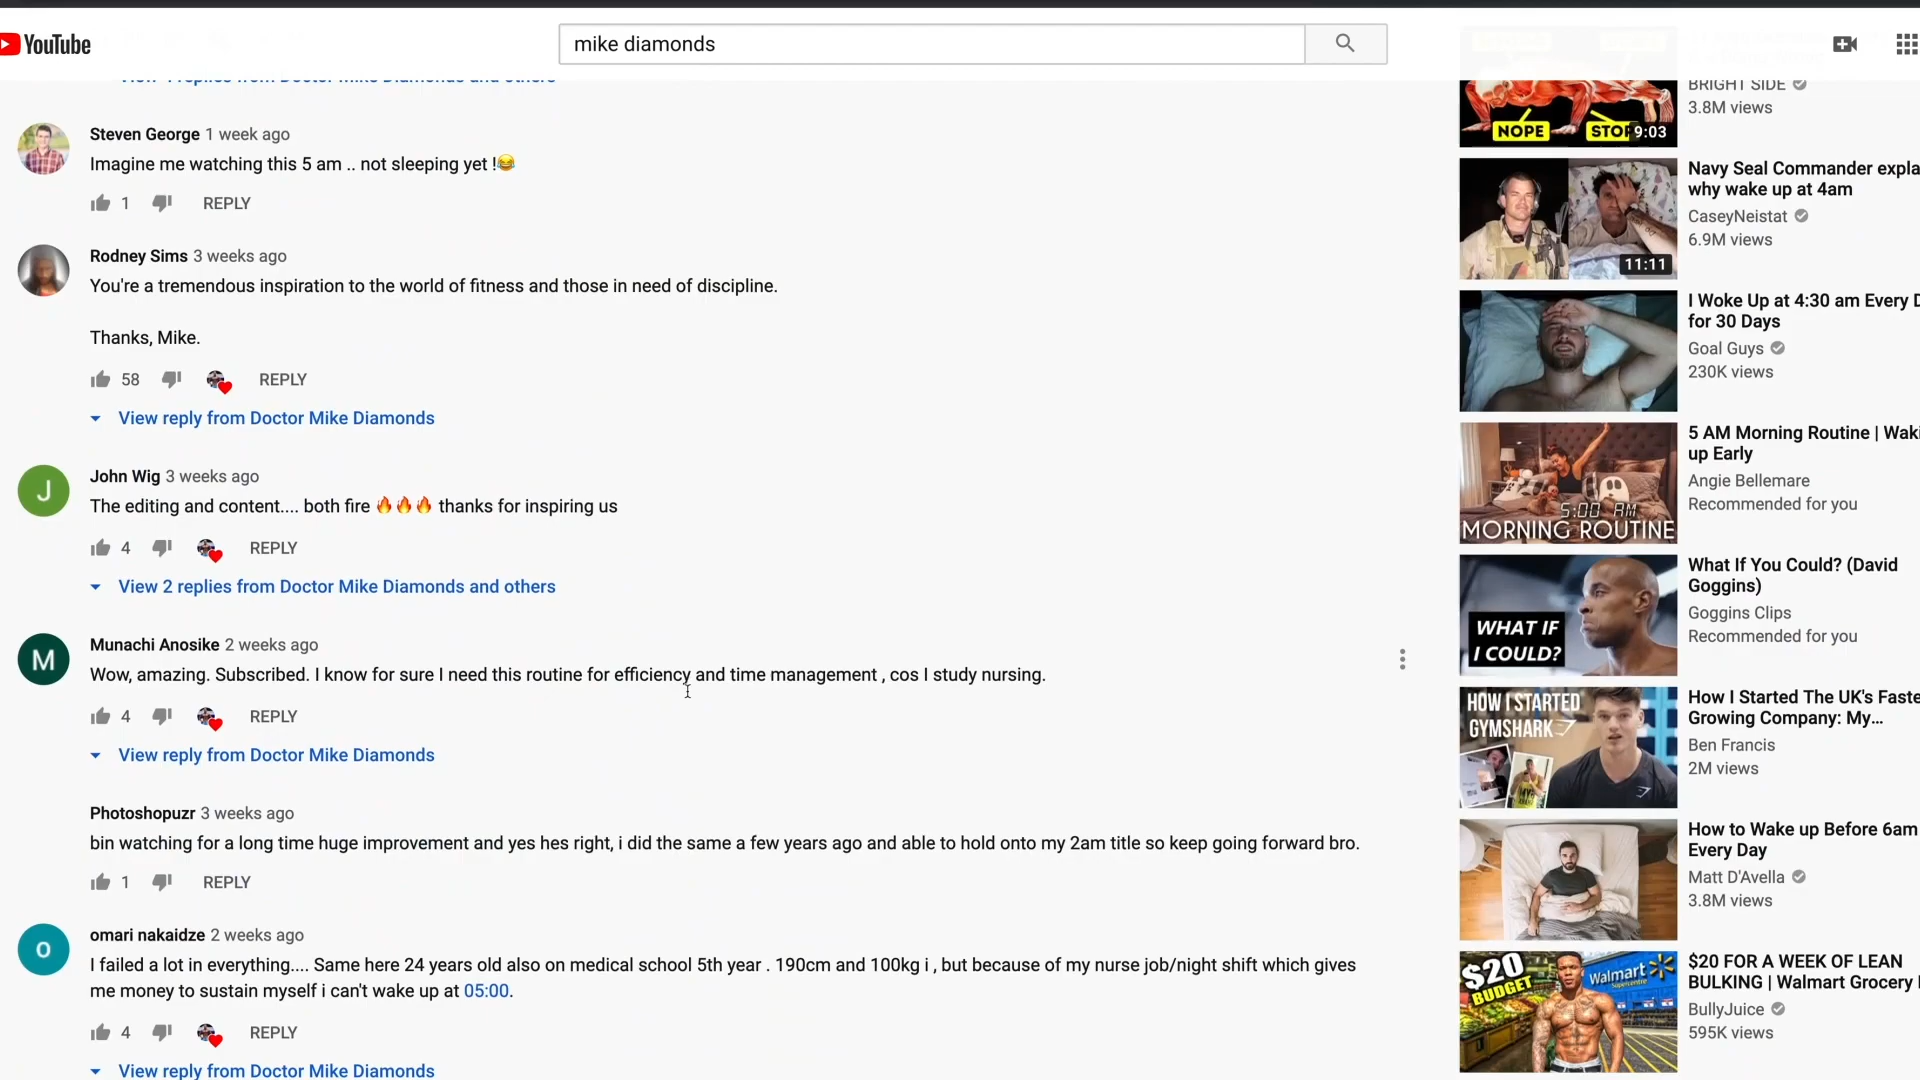 YouTube
mike diamonds
View 4 replies from Doctor Mike Diamonds and others
Steven George 1 week ago
Imagine me watching this 5 am .. not sleeping yet !😂
1 REPLY
Rodney Sims 3 weeks ago
You're a tremendous inspiration to the world of fitness and those in need of discipline.
Thanks, Mike.
58 REPLY
View reply from Doctor Mike Diamonds
J
John Wig 3 weeks ago
The editing and content.... both fire 🔥🔥🔥 thanks for inspiring us
4 REPLY
View 2 replies from Doctor Mike Diamonds and others
M
Munachi Anosike 2 weeks ago
Wow, amazing. Subscribed. I know for sure I need this routine for efficiency and time management , cos I study nursing.
4 REPLY
View reply from Doctor Mike Diamonds
Photoshopuzr 3 weeks ago
bin watching for a long time huge improvement and yes hes right, i did the same a few years ago and able to hold onto my 2am title so keep going forward bro.
1 REPLY
o
omari nakaidze 2 weeks ago
I failed a lot in everything.... Same here 24 years old also on medical school 5th year . 190cm and 100kg i , but because of my nurse job/night shift which gives
me money to sustain myself i can't wake up at 05:00.
4 REPLY
View reply from Doctor Mike Diamonds
NOPE
STOP
9:03
BRIGHT SIDE
3.8M views
11:11
Navy Seal Commander expla
why wake up at 4am
CaseyNeistat
6.9M views
I Woke Up at 4:30 am Every D
for 30 Days
Goal Guys
230K views
5:00 AM
MORNING ROUTINE
5 AM Morning Routine | Waki
up Early
Angie Bellemare
Recommended for you
WHAT IF
I COULD?
What If You Could? (David
Goggins)
Goggins Clips
Recommended for you
HOW I STARTED
GYMSHARK
How I Started The UK's Faste
Growing Company: My...
Ben Francis
2M views
How to Wake up Before 6am
Every Day
Matt D'Avella
3.8M views
$20
BUDGET
Walmart
Supercentre
$20 FOR A WEEK OF LEAN
BULKING | Walmart Grocery
BullyJuice
595K views